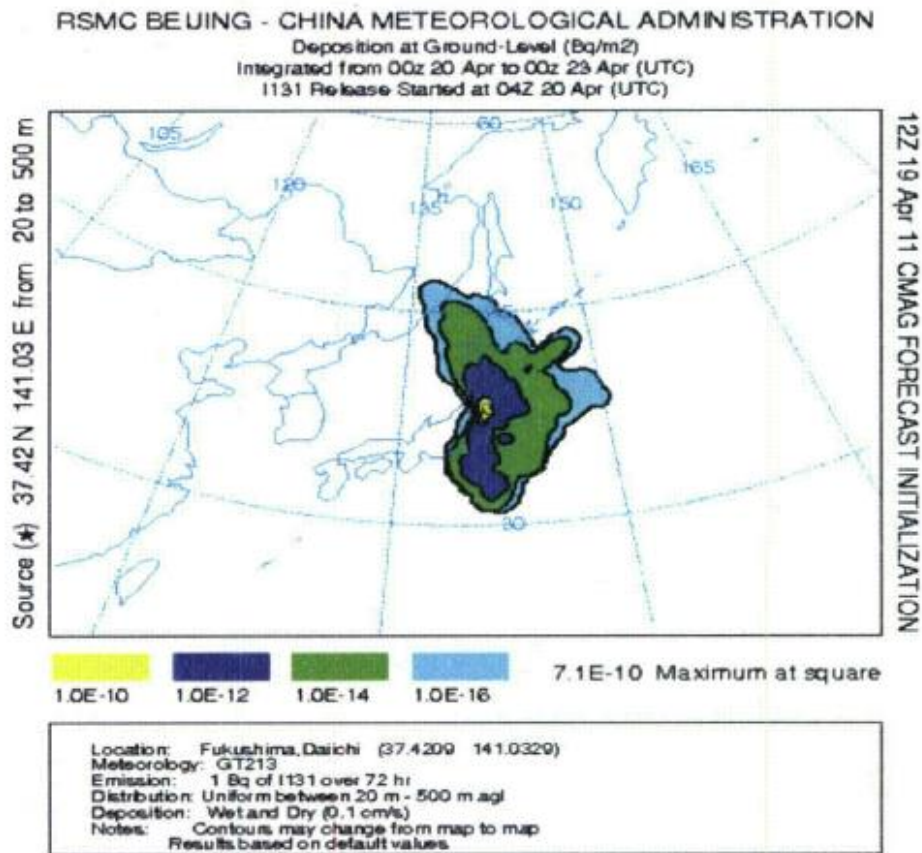 RSMC BEIJING - CHINA METEOROLOGICAL ADMINISTRATION
Deposition at Ground-Level (Bq/m2)
Integrated from 00z 20 Apr to 00z 23 Apr (UTC)
I131 Release Started at 04Z 20 Apr (UTC)
Source (★) 37.42 N 141.03 E from 20 to 500 m
12Z 19 Apr 11 CMAG FORECAST INITIALIZATION
105
60
165
120
135
150
30
1.0E-10 1.0E-12 1.0E-14 1.0E-16
7.1E-10 Maximum at square
Location: Fukushima,Daiichi (37.4209 141.0329)
Meteorology: GT213
Emission: 1 Bq of I131 over 72 hr
Distribution: Uniform between 20 m - 500 m agl
Deposition: Wet and Dry (0.1 cm/s)
Notes: Contours may change from map to map
Results based on default values